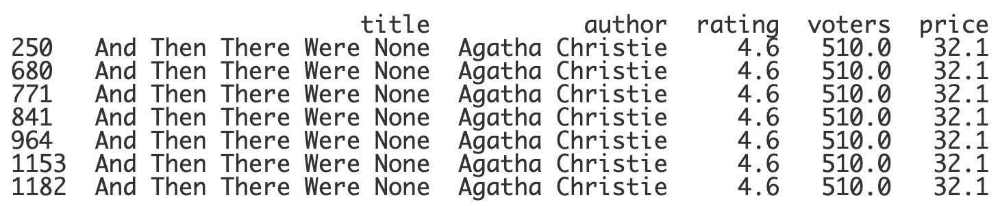 title author rating voters price
250 And Then There Were None Agatha Christie 4.6 510.0 32.1
680 And Then There Were None Agatha Christie 4.6 510.0 32.1
771 And Then There Were None Agatha Christie 4.6 510.0 32.1
841 And Then There Were None Agatha Christie 4.6 510.0 32.1
964 And Then There Were None Agatha Christie 4.6 510.0 32.1
1153 And Then There Were None Agatha Christie 4.6 510.0 32.1
1182 And Then There Were None Agatha Christie 4.6 510.0 32.1